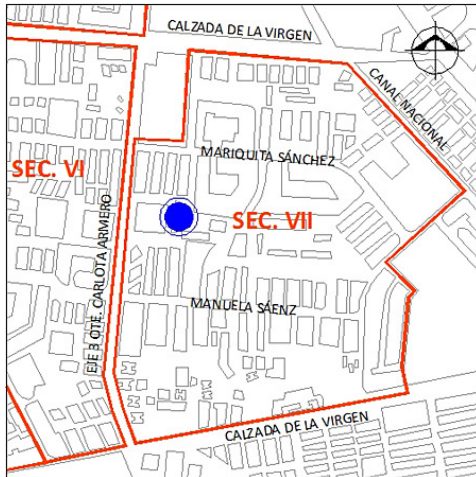 CALZADA DE LA VIRGEN
CANAL NACIONAL
MARIQUITA SÁNCHEZ
SEC. VI
SEC. VII
EJE 3 OTE. CARLOTA ARMERO
MANUELA SÁENZ
CALZADA DE LA VIRGEN